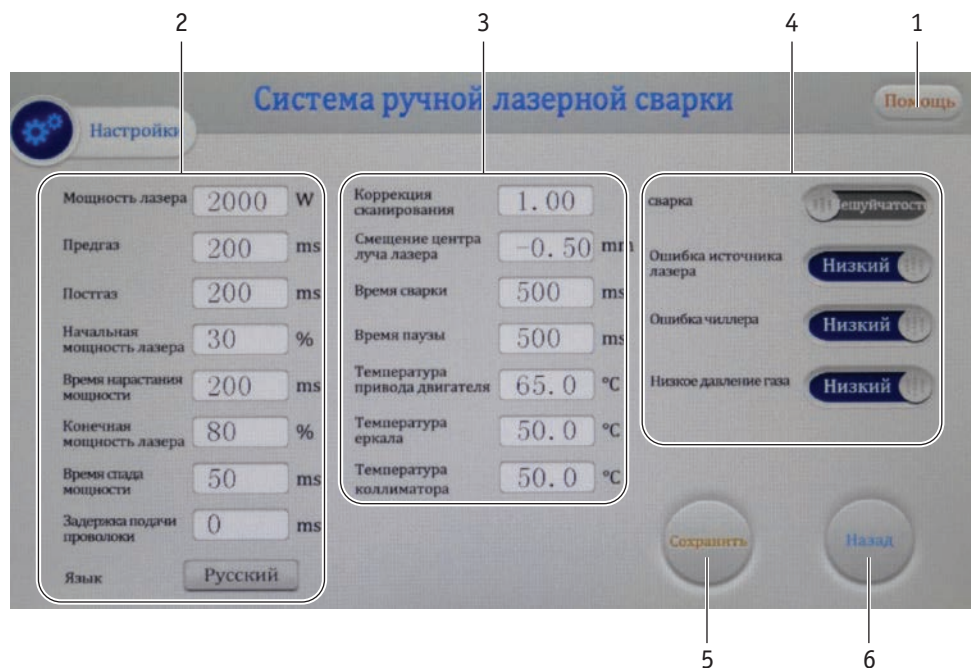 2
3
4
1
Система ручной лазерной сварки
Помощь
Настройки
Мощность лазера 2000 W
Предгаз 200 ms
Постгаз 200 ms
Начальная
мощность лазера 30 %
Время нарастания
мощности 200 ms
Конечная
мощность лазера 80 %
Время спада
мощности 50 ms
Задержка подачи
проволоки 0 ms
Язык Русский
Коррекция
сканирования 1.00
Смещение центра
луча лазера -0.50 mm
Время сварки 500 ms
Время паузы 500 ms
Температура
привода двигателя 65.0 °C
Температура
еркала 50.0 °C
Температура
коллиматора 50.0 °C
сварка ешуйчатост
Ошибка источника
лазера Низкий
Ошибка чиллера Низкий
Низкое давление газа Низкий
Сохранить
Назад
5
6